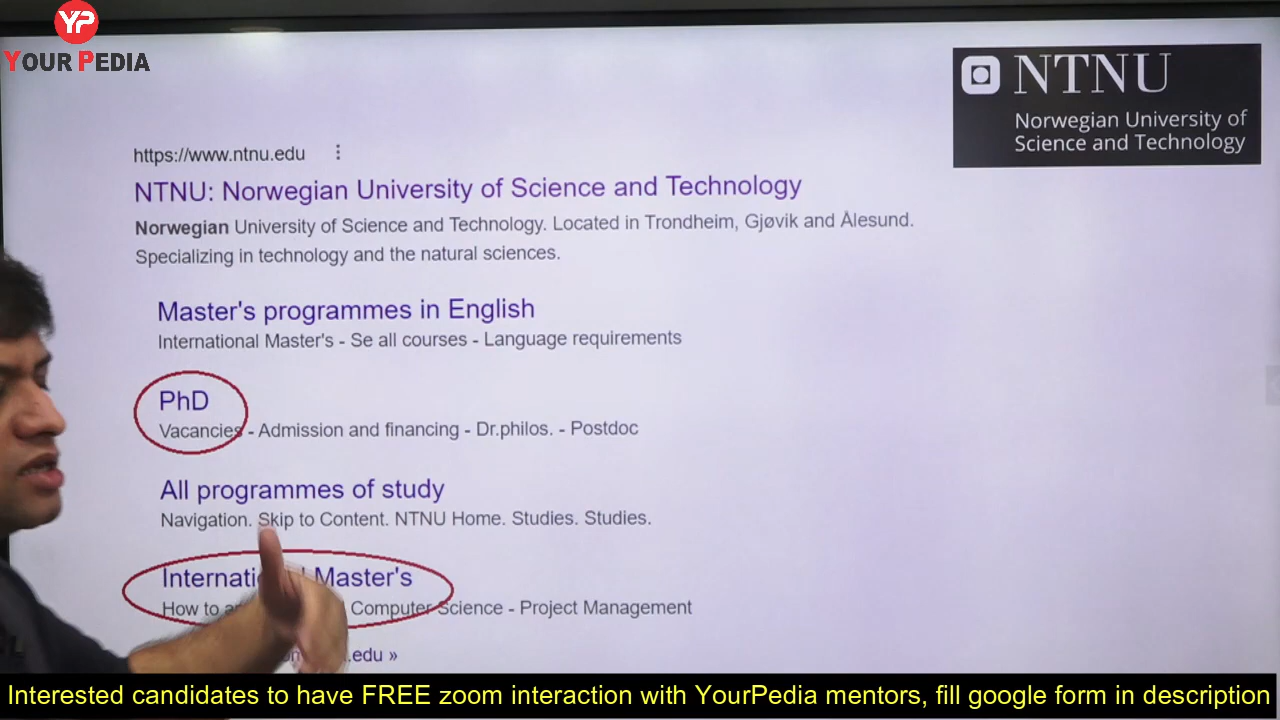 YP
YOUR PEDIA
NTNU
Norwegian University of
Science and Technology
https://www.ntnu.edu
NTNU: Norwegian University of Science and Technology
Norwegian University of Science and Technology. Located in Trondheim, Gjøvik and Ålesund.
Specializing in technology and the natural sciences.
Master's programmes in English
International Master's - Se all courses - Language requirements
PhD
Vacancies - Admission and financing - Dr.philos. - Postdoc
All programmes of study
Navigation. Skip to Content. NTNU Home. Studies. Studies.
International Master's
How to Computer Science - Project Management
.edu »
Interested candidates to have FREE zoom interaction with YourPedia mentors, fill google form in description